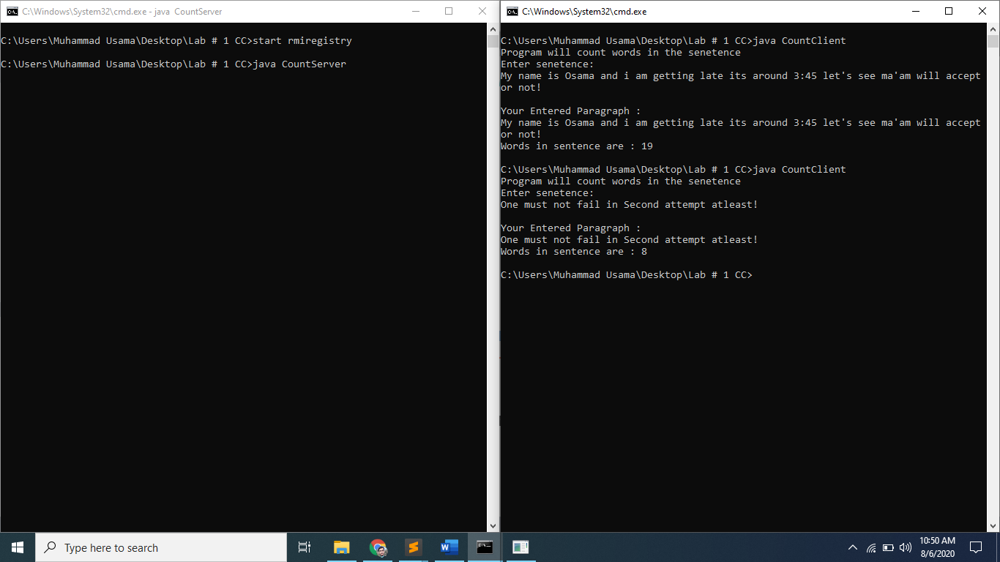 C:\Windows\System32\cmd.exe - java  CountServer
C:\Users\Muhammad Usama\Desktop\Lab # 1 CC>start rmiregistry
C:\Users\Muhammad Usama\Desktop\Lab # 1 CC>java CountServer
C:\Windows\System32\cmd.exe
C:\Users\Muhammad Usama\Desktop\Lab # 1 CC>java CountClient
Program will count words in the senetence
Enter senetence:
My name is Osama and i am getting late its around 3:45 let's see ma'am will accept
or not!
Your Entered Paragraph :
My name is Osama and i am getting late its around 3:45 let's see ma'am will accept
or not!
Words in sentence are : 19
C:\Users\Muhammad Usama\Desktop\Lab # 1 CC>java CountClient
Program will count words in the senetence
Enter senetence:
One must not fail in Second attempt atleast!
Your Entered Paragraph :
One must not fail in Second attempt atleast!
Words in sentence are : 8
C:\Users\Muhammad Usama\Desktop\Lab # 1 CC>
Type here to search
10:50 AM
8/6/2020